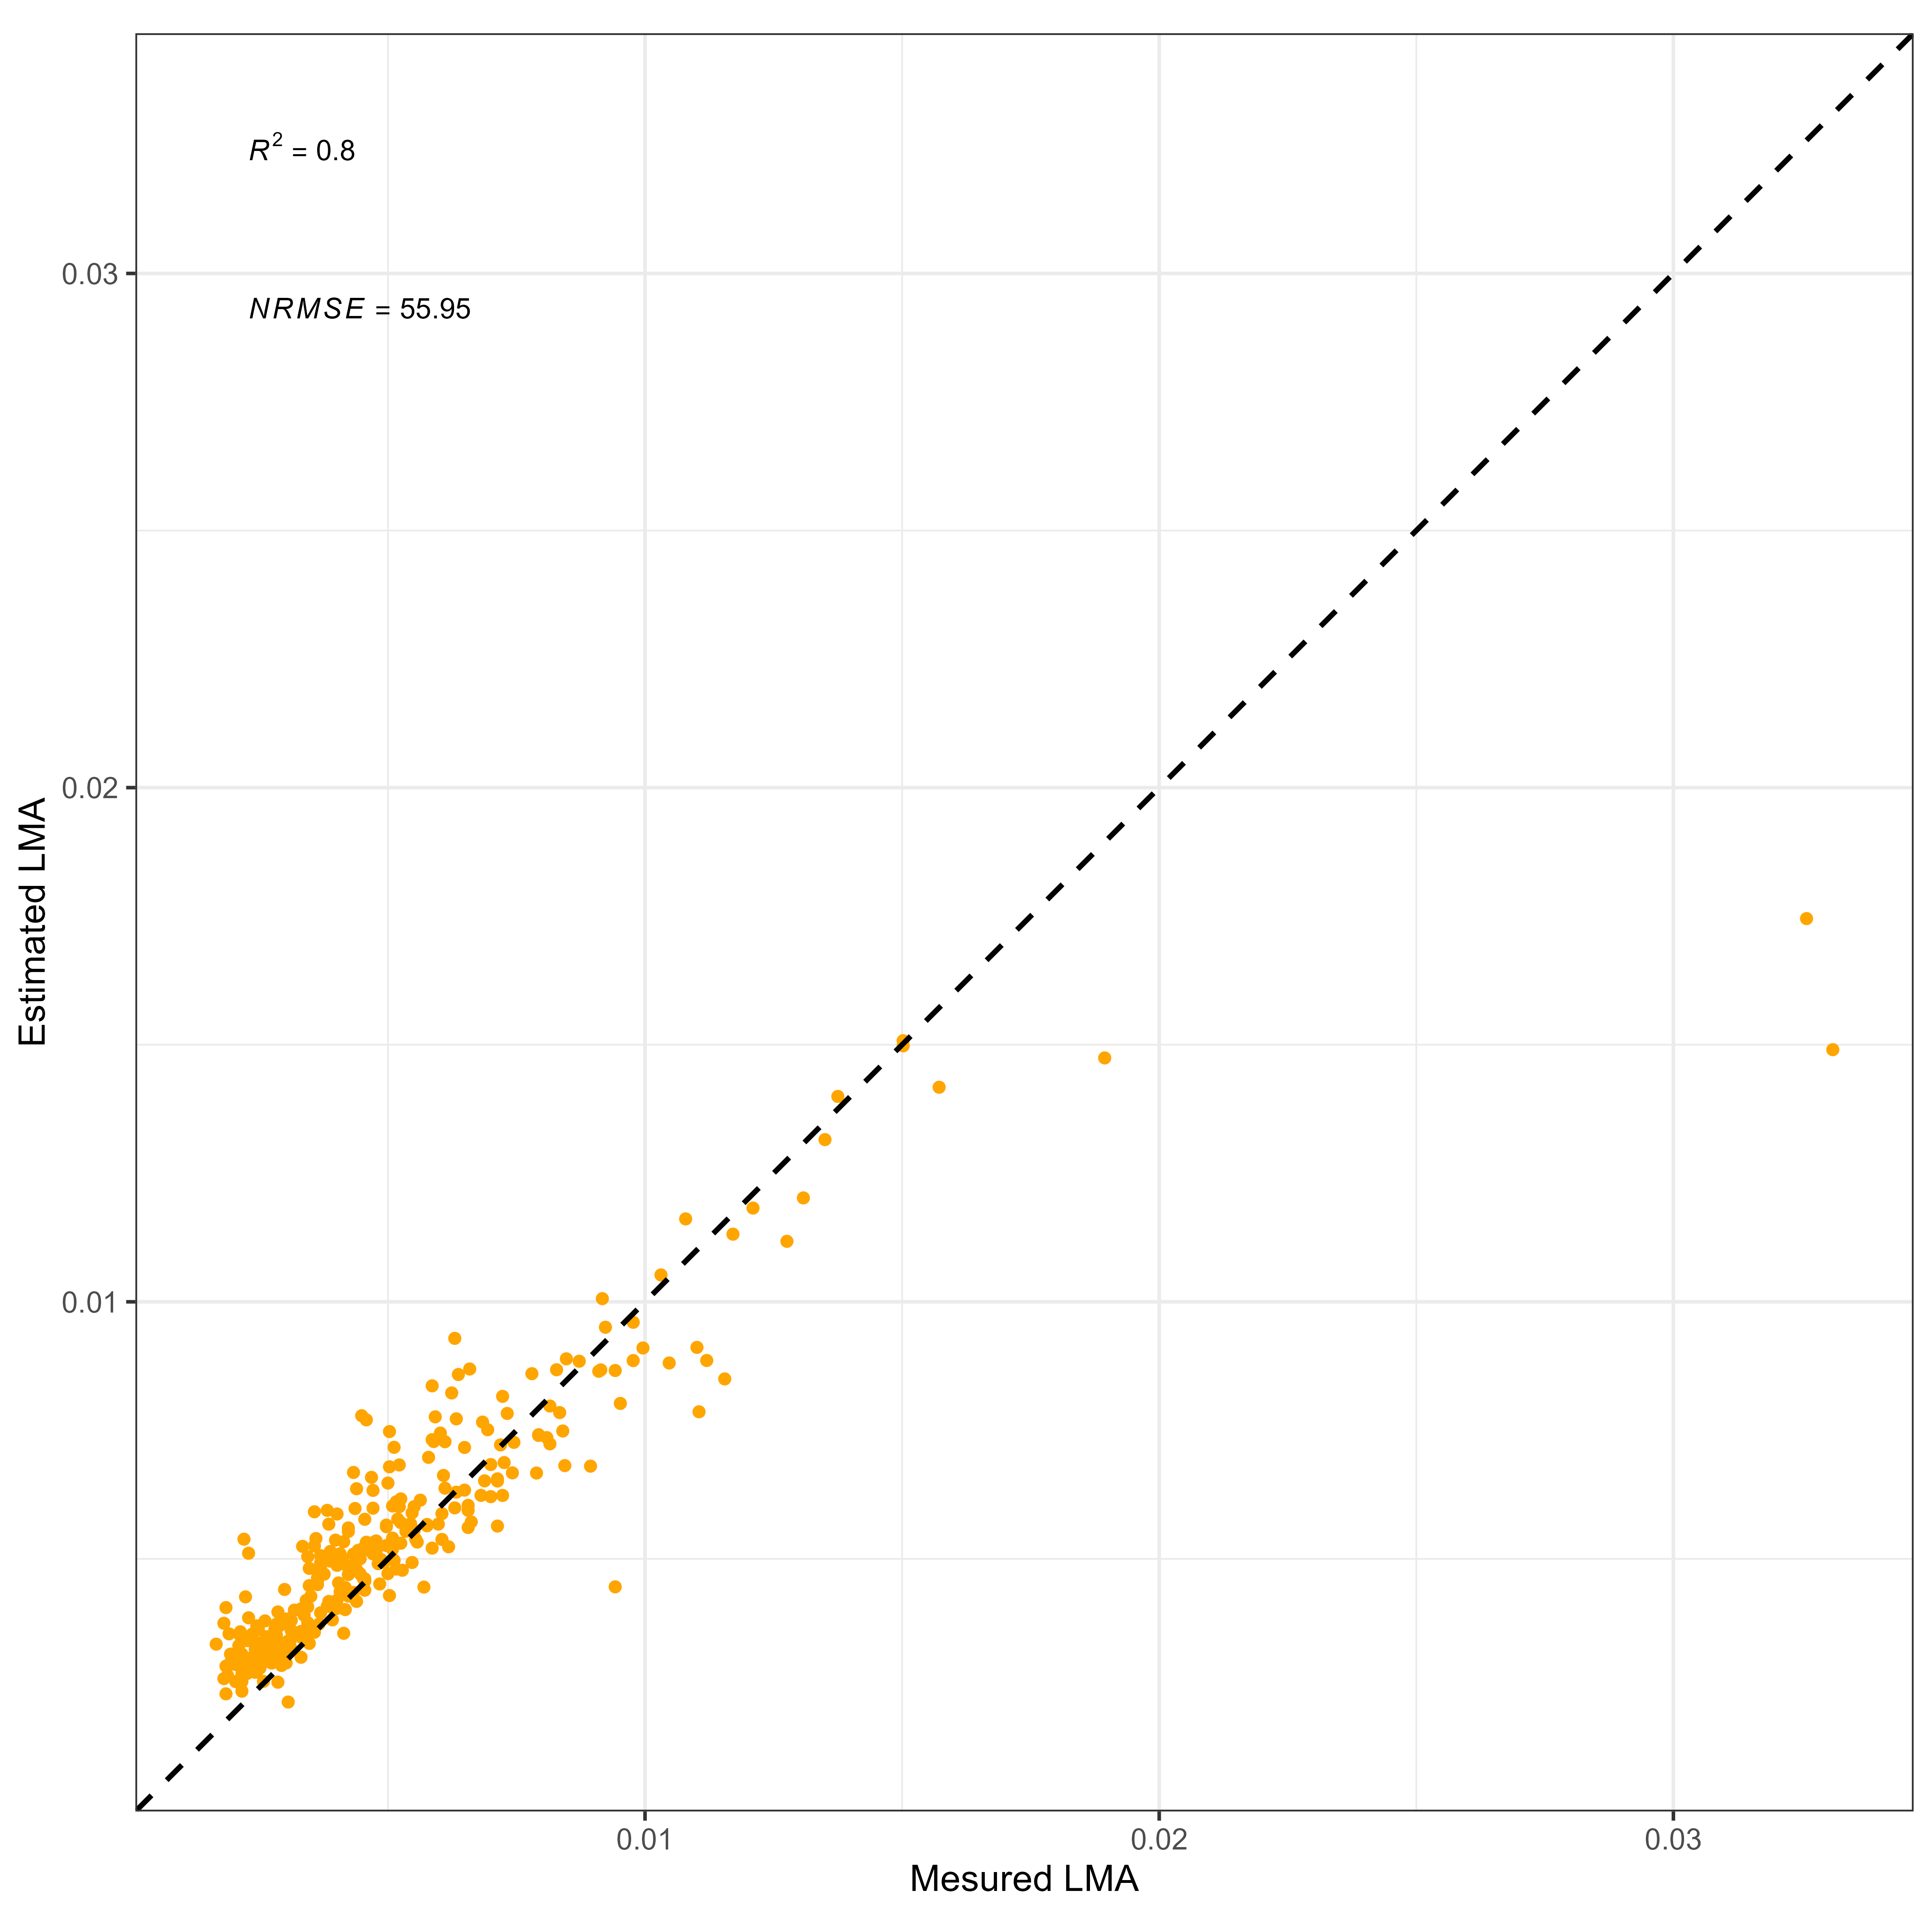 R² = 0.8
NRMSE = 55.95
0.03
0.02
0.01
Estimated LMA
0.01 0.02 0.03
Mesured LMA